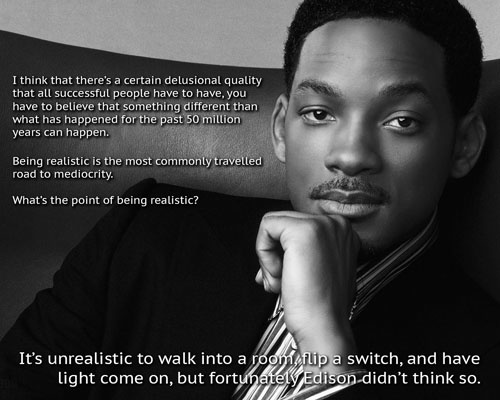 I think that there's a certain delusional quality
that all successful people have to have, you
have to believe that something different than
what has happened for the past 50 million
years can happen.
Being realistic is the most commonly travelled
road to mediocrity.
What's the point of being realistic?
It's unrealistic to walk into a room, flip a switch, and have
light come on, but fortunately Edison didn't think so.